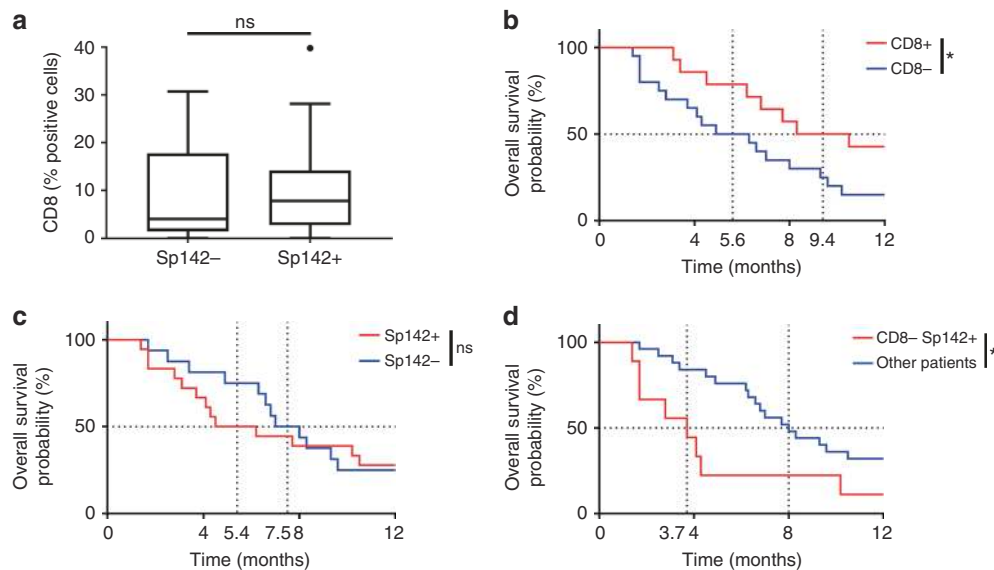 a
ns
40
30
20
10
0
CD8 (% positive cells)
Sp142–
Sp142+
b
100
50
0
Overall survival
probability (%)
CD8+
CD8–
*
0
4
5.6
8
9.4
12
Time (months)
c
100
50
0
Overall survival
probability (%)
Sp142+
Sp142–
ns
0
4
5.4
7.5
8
12
Time (months)
d
100
50
0
Overall survival
probability (%)
CD8– Sp142+
Other patients
*
0
3.7
4
8
12
Time (months)